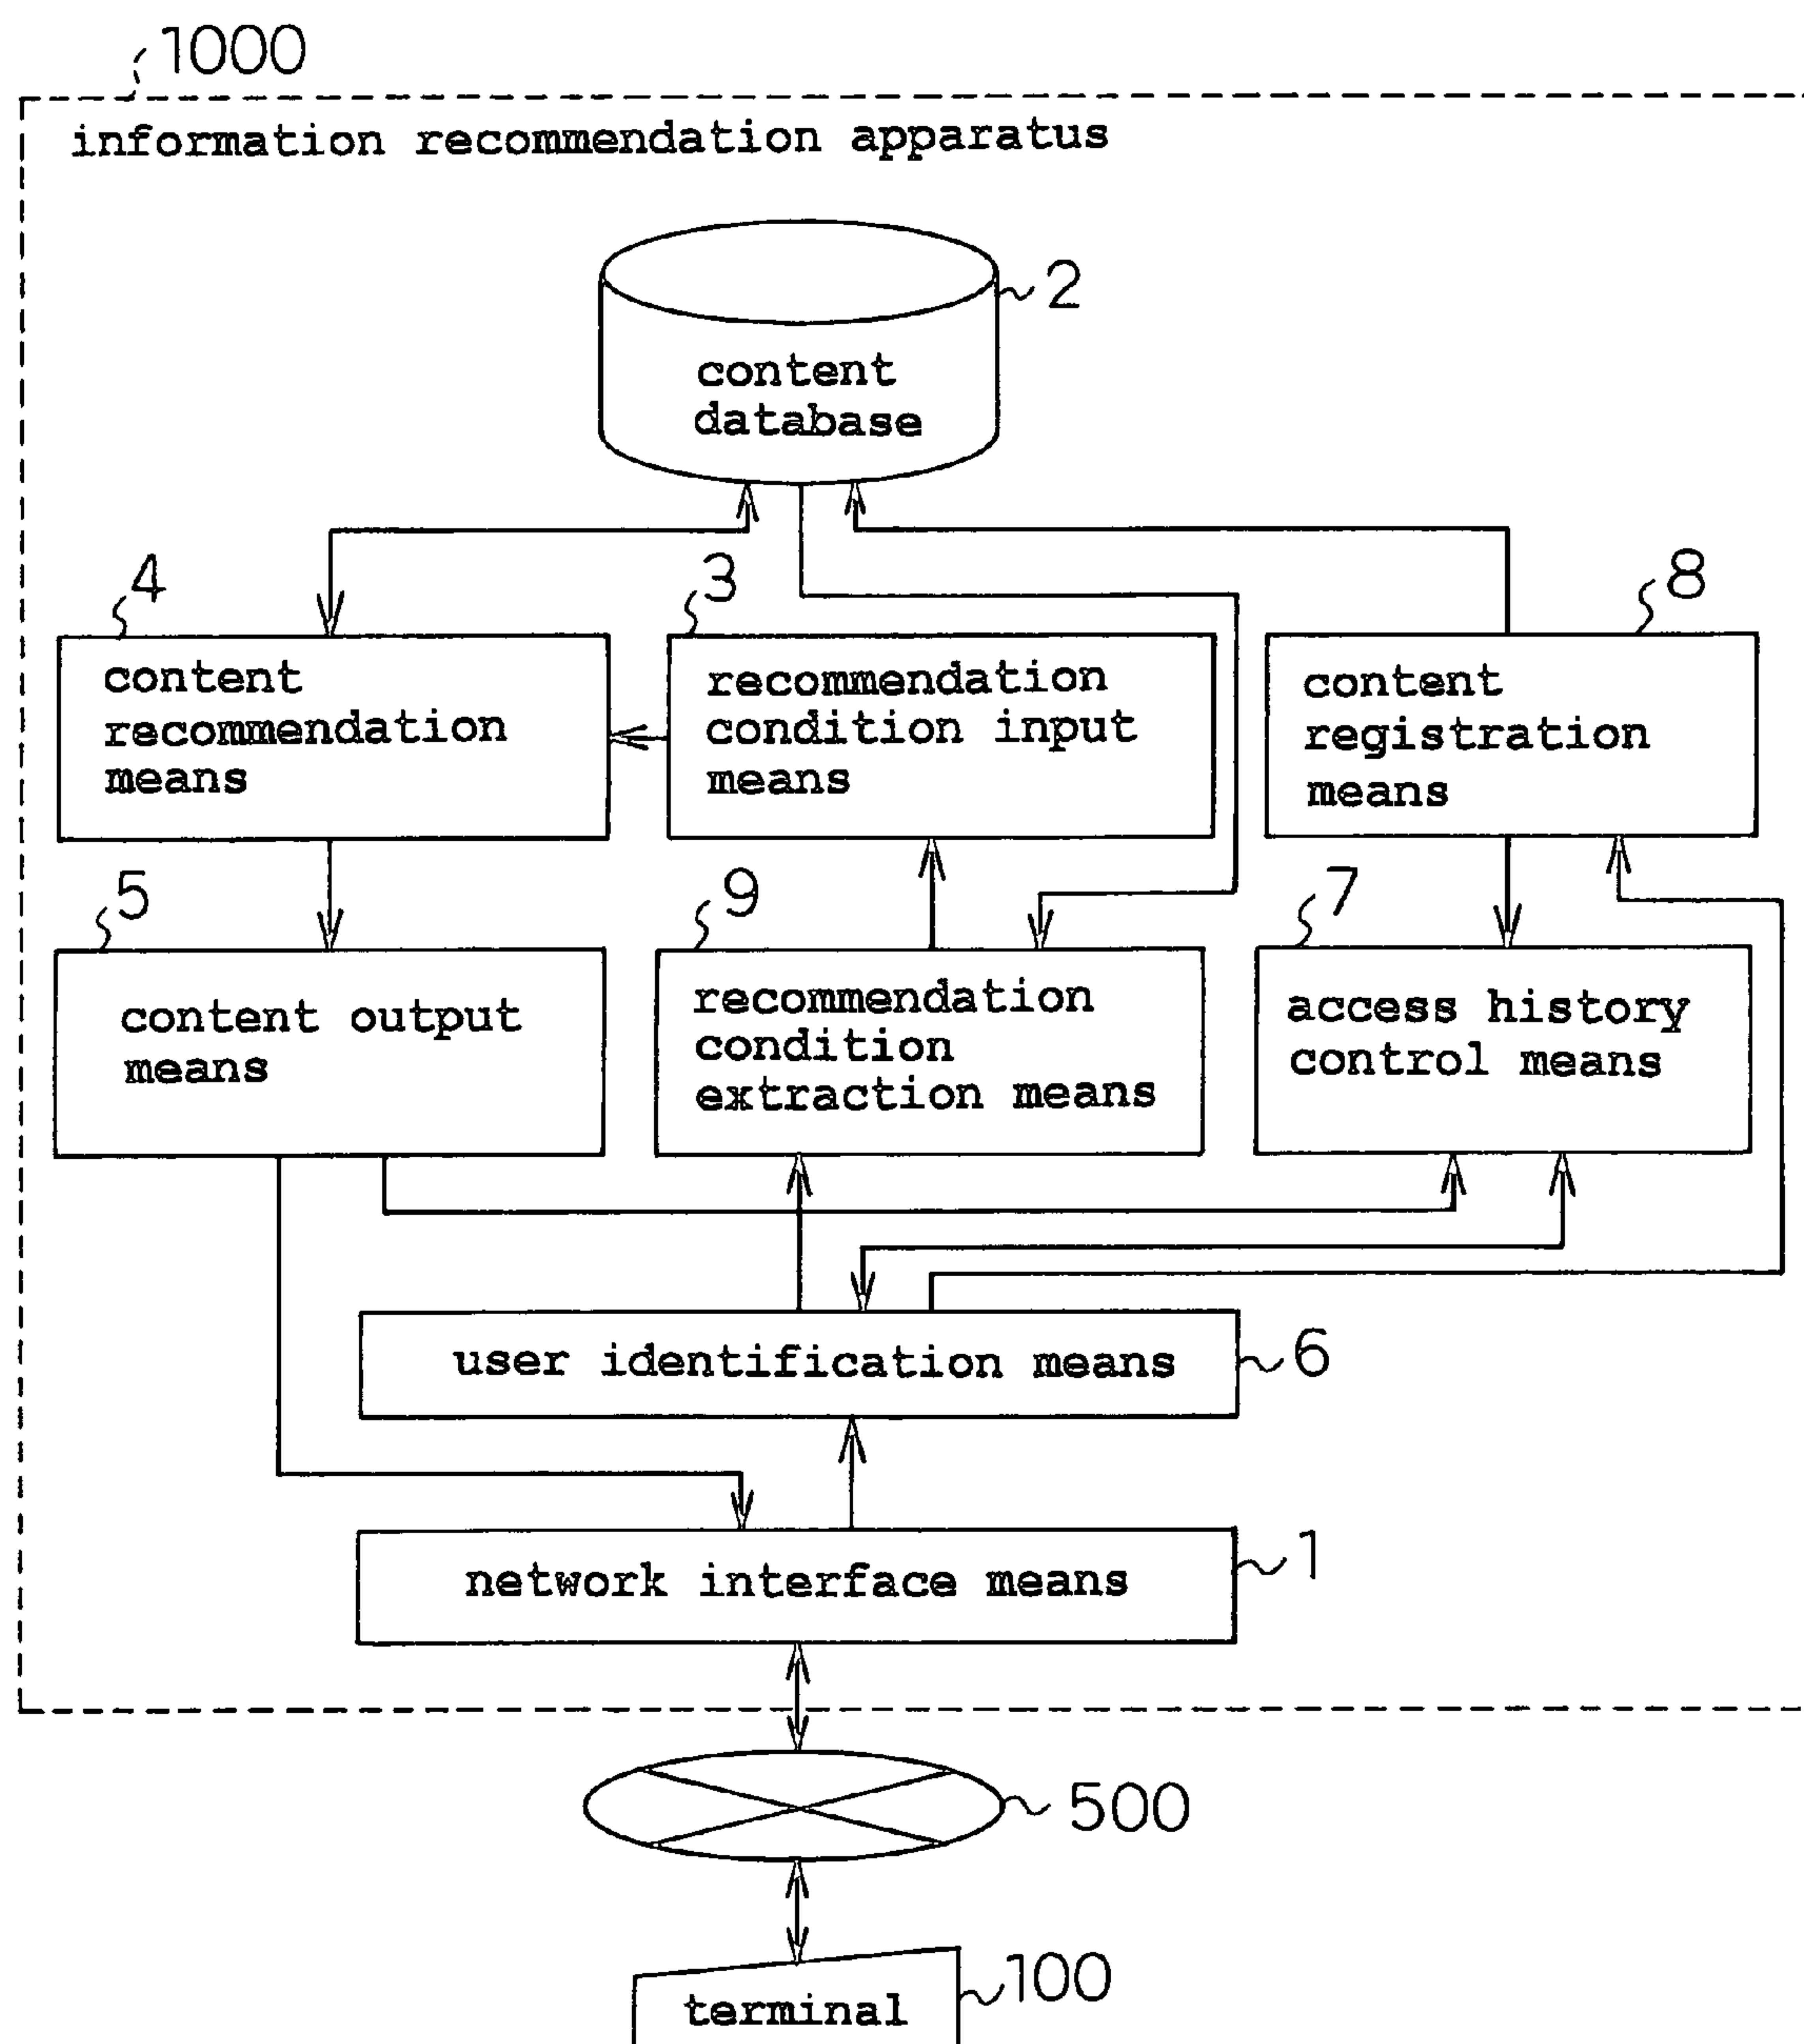 1000
information recommendation apparatus
2
content
database
4
3
8
content
recommendation
means
recommendation
condition input
means
content
registration
means
5
9
7
content output
means
recommendation
condition
extraction means
access history
control means
user identification means
6
network interface means
1
500
100
terminal